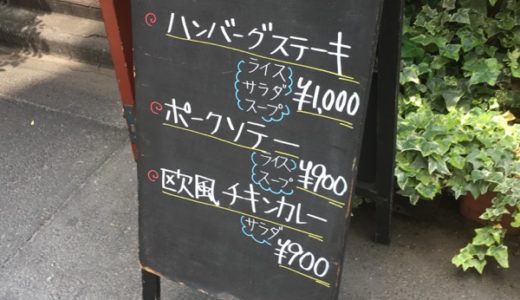 ハンバーグステーキ
ライス
サラダ
スープ
¥1,000
ポークソテー
ライス
スープ
¥900
欧風チキンカレー
サラダ
¥900